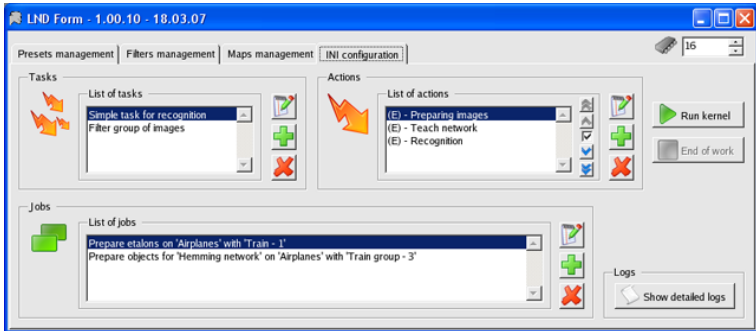 LND Form - 1.00.10 - 18.03.07
Presets management
Filters management
Maps management
INI configuration
16
Tasks
List of tasks
Simple task for recognition
Filter group of images
Actions
List of actions
(E) - Preparing images
(E) - Teach network
(E) - Recognition
Run kernel
End of work
Jobs
List of jobs
Prepare etalons on 'Airplanes' with 'Train - 1'
Prepare objects for 'Hemming network' on 'Airplanes' with 'Train group - 3'
Logs
Show detailed logs